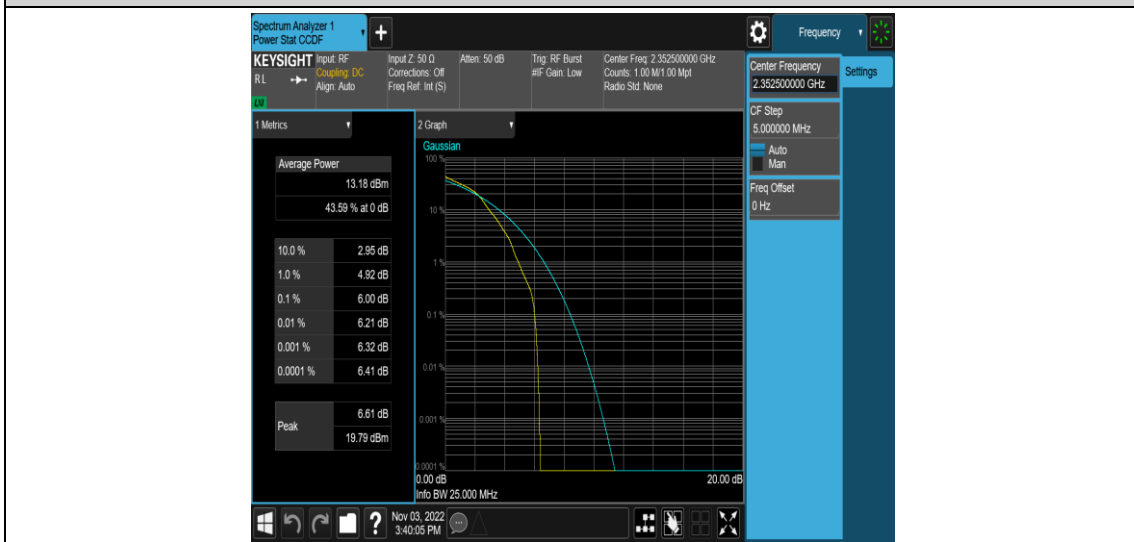 Spectrum Analyzer 1
Power Stat CCDF
+
Frequency
KEYSIGHT
RL
LXI
Input: RF
Coupling: DC
Align: Auto
Input Z: 50 Ω
Corrections: Off
Freq Ref: Int (S)
Atten: 50 dB
Trig: RF Burst
#IF Gain: Low
Center Freq: 2.352500000 GHz
Counts: 1.00 M/1.00 Mpt
Radio Std: None
Center Frequency
2.352500000 GHz
Settings
CF Step
5.000000 MHz
Auto
Man
Freq Offset
0 Hz
1 Metrics
Average Power
13.18 dBm
43.59 % at 0 dB
10.0 % 2.95 dB
1.0 % 4.92 dB
0.1 % 6.00 dB
0.01 % 6.21 dB
0.001 % 6.32 dB
0.0001 % 6.41 dB
Peak
6.61 dB
19.79 dBm
2 Graph
Gaussian
100 %
10 %
1 %
0.1 %
0.01 %
0.001 %
0.0001 %
0.00 dB 20.00 dB
Info BW 25.000 MHz
?
Nov 03, 2022
3:40:05 PM